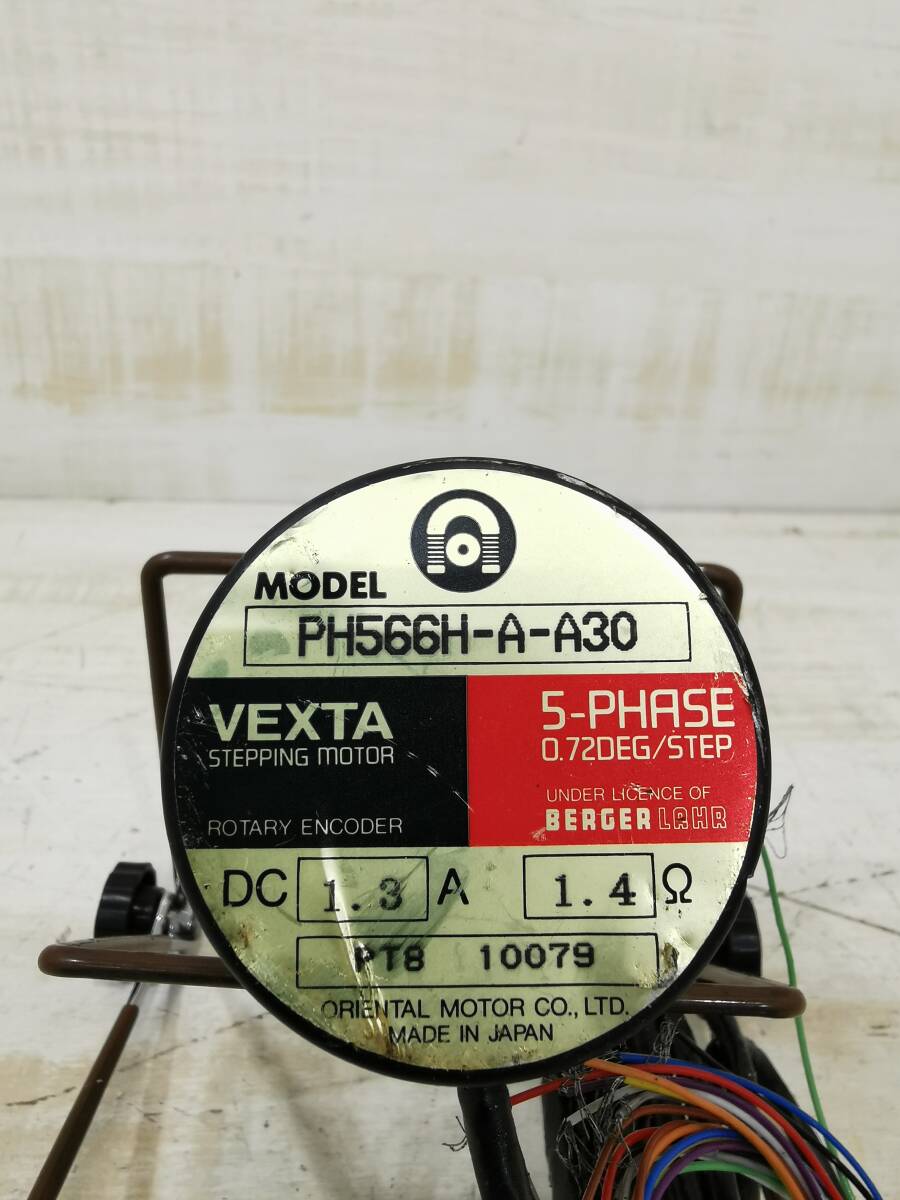 MODEL
PH566H-A-A30
VEXTA
STEPPING MOTOR
ROTARY ENCODER
5-PHASE
0.72DEG/STEP
UNDER LICENCE OF
BERGER LAHR
DC 1.3 A 1.4 Ω
PT8 10079
ORIENTAL MOTOR CO., LTD.
MADE IN JAPAN